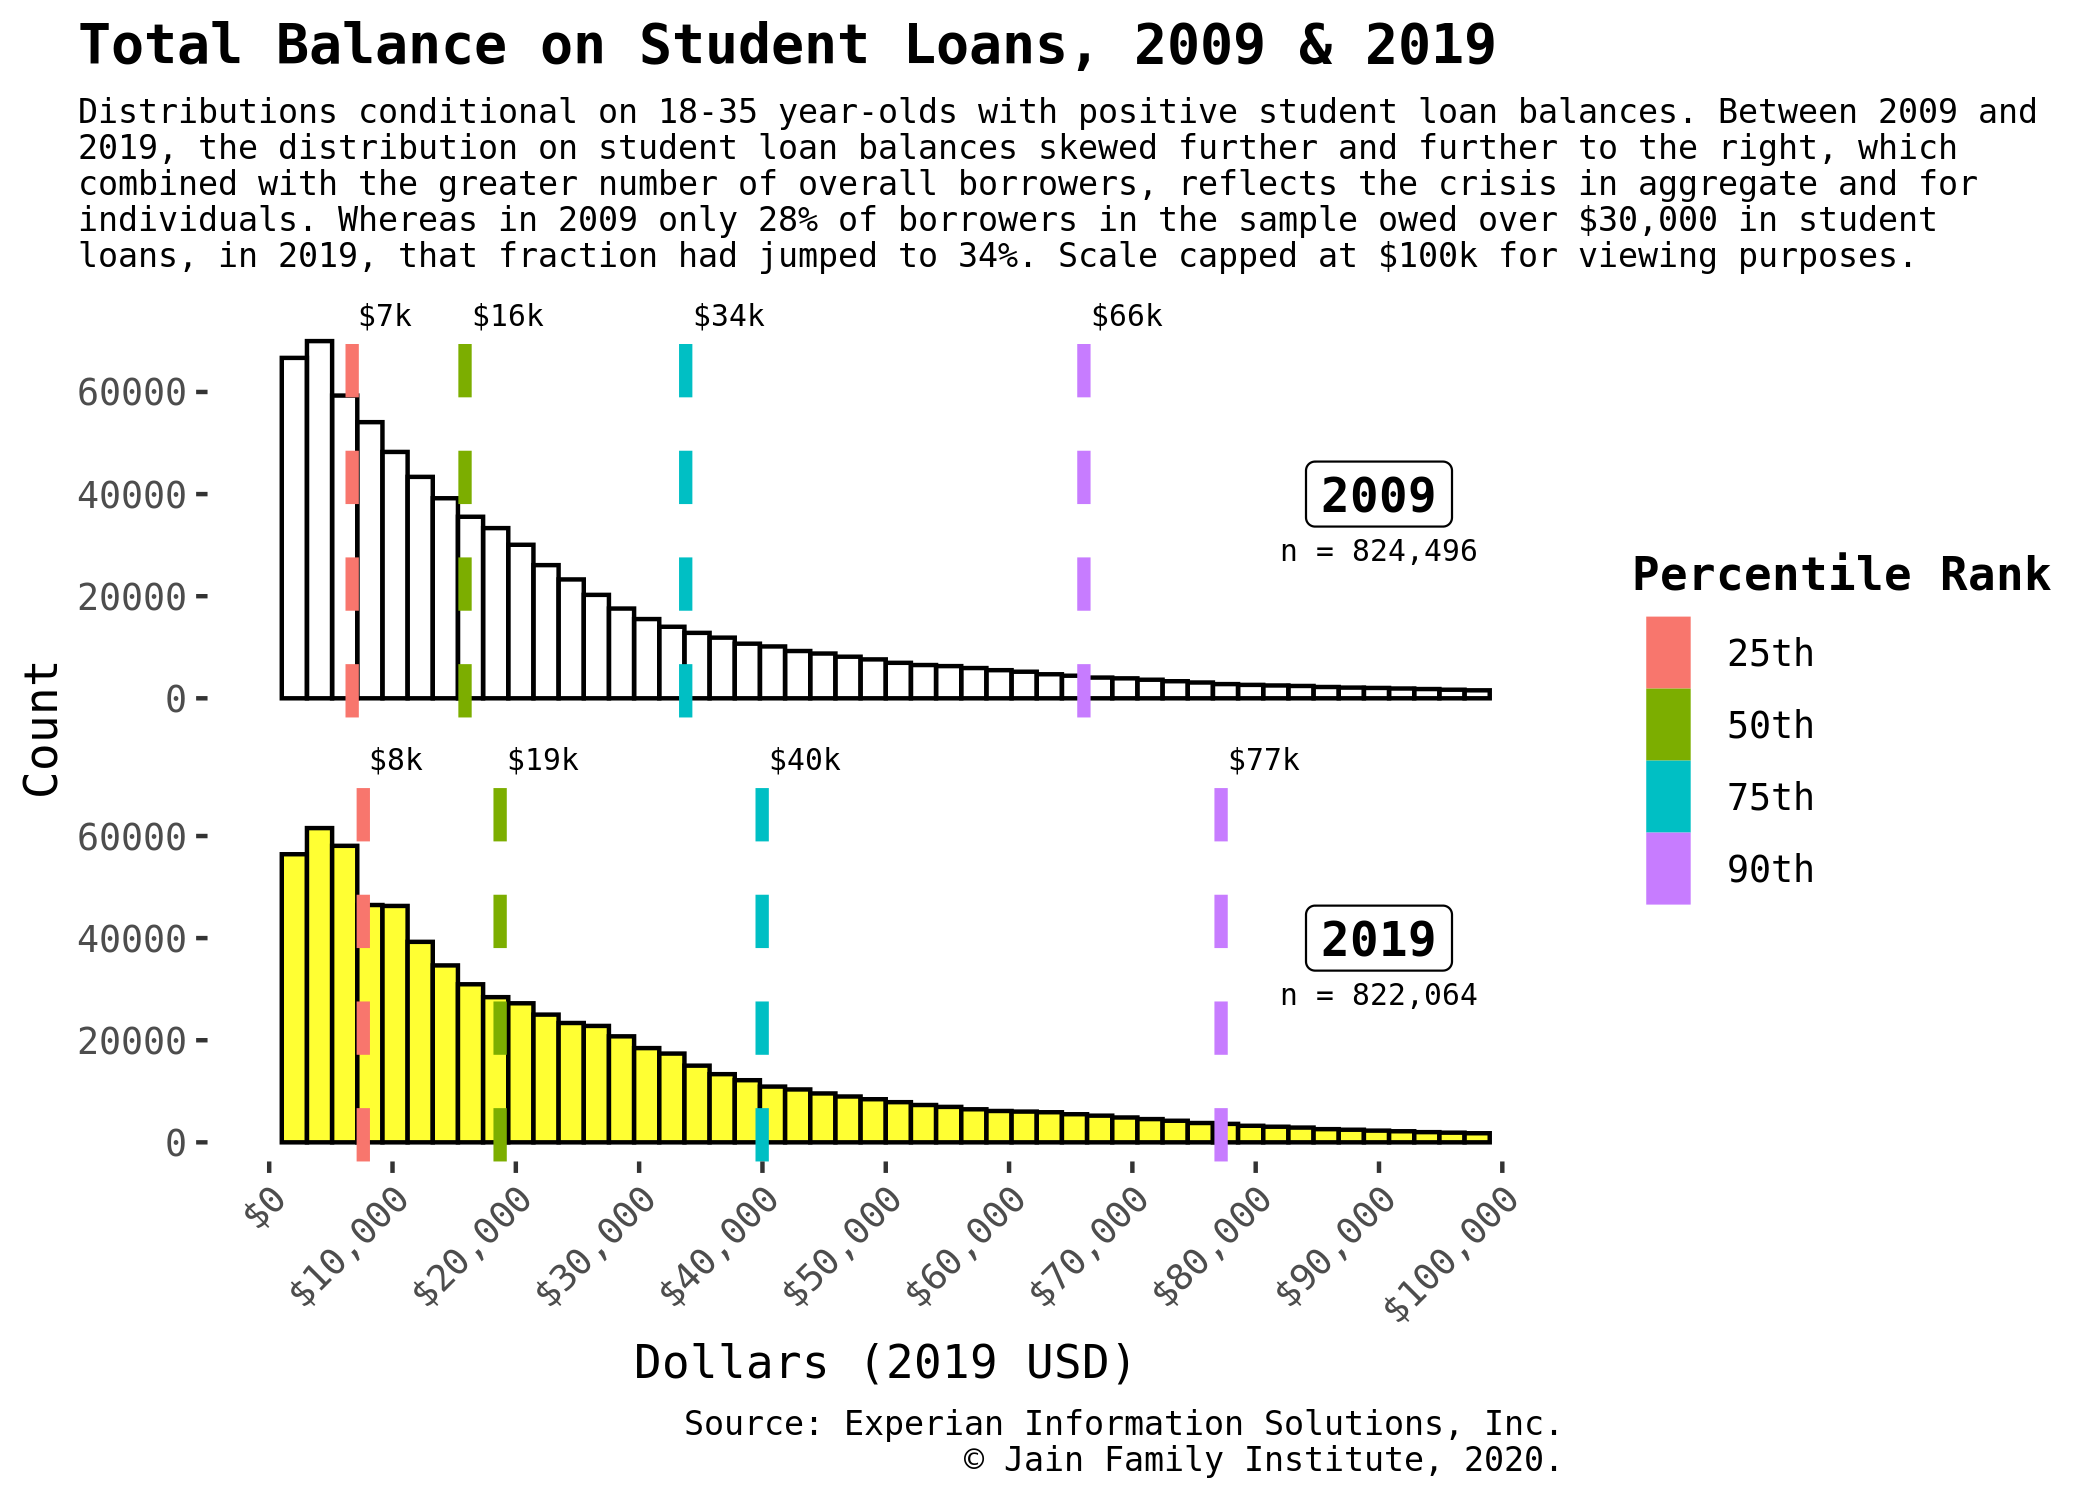 Total Balance on Student Loans, 2009 & 2019
Distributions conditional on 18-35 year-olds with positive student loan balances. Between 2009 and
2019, the distribution on student loan balances skewed further and further to the right, which
combined with the greater number of overall borrowers, reflects the crisis in aggregate and for
individuals. Whereas in 2009 only 28% of borrowers in the sample owed over $30,000 in student
loans, in 2019, that fraction had jumped to 34%. Scale capped at $100k for viewing purposes.
$7k $16k $34k $66k
60000
40000
20000
0
2009
n = 824,496
Count
$8k $19k $40k $77k
60000
40000
20000
0
2019
n = 822,064
$0 $10,000 $20,000 $30,000 $40,000 $50,000 $60,000 $70,000 $80,000 $90,000 $100,000
Dollars (2019 USD)
Percentile Rank
25th
50th
75th
90th
Source: Experian Information Solutions, Inc.
© Jain Family Institute, 2020.